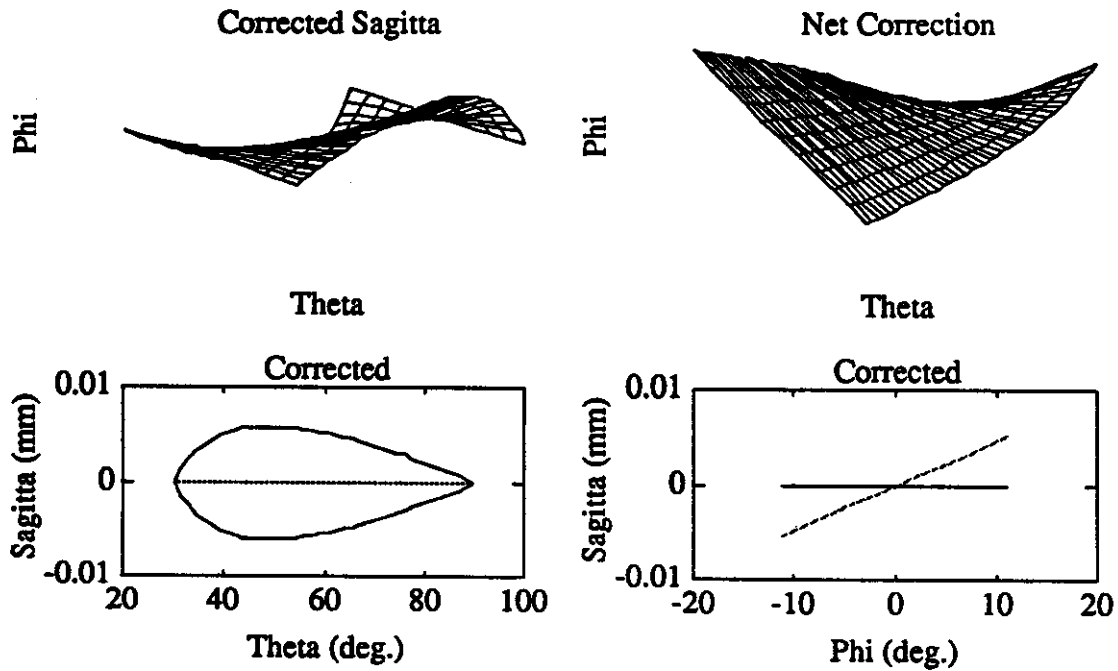 Corrected Sagitta
Phi
Theta
Net Correction
Phi
Theta
Corrected
Sagitta (mm)
0.01
0
-0.01
20 40 60 80 100
Theta (deg.)
Corrected
Sagitta (mm)
0.01
0
-0.01
-20 -10 0 10 20
Phi (deg.)